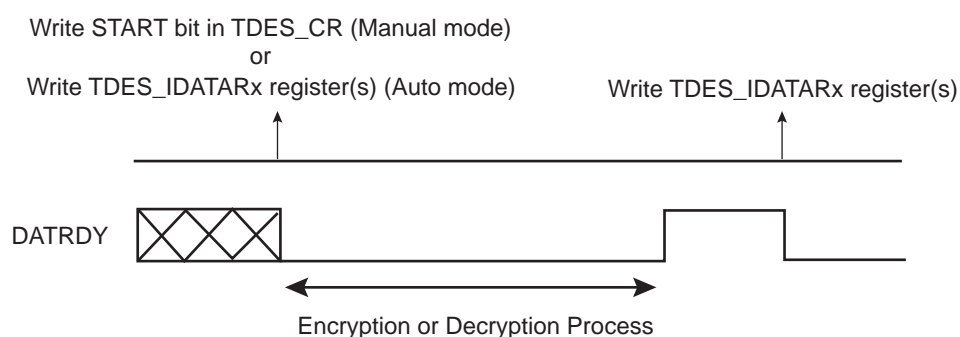 Write START bit in TDES_CR (Manual mode)
or
Write TDES_IDATARx register(s) (Auto mode)
Write TDES_IDATARx register(s)
DATRDY
Encryption or Decryption Process